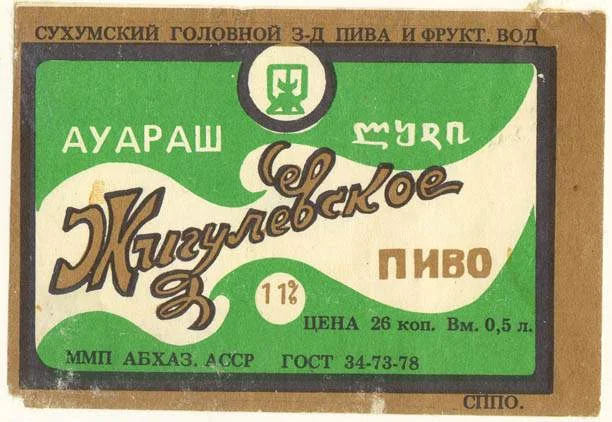 СУХУМСКИЙ ГОЛОВНОЙ З-Д ПИВА И ФРУКТ. ВОД
АУАРАШ ლუდი
Жигулевское
ПИВО
11%
ЦЕНА 26 коп. Вм. 0,5 л.
ММП АБХАЗ. АССР ГОСТ 34-73-78
СППО.